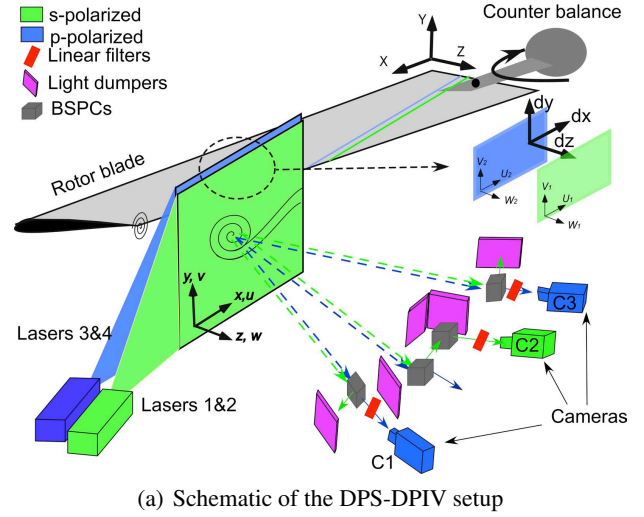 s-polarized
p-polarized
Linear filters
Light dumpers
BSPCs
Y
X
Z
Counter balance
dy
dx
dz
V2
U2
W2
V1
U1
W1
Rotor blade
y, v
x,u
z, w
Lasers 3&4
Lasers 1&2
C3
C2
C1
Cameras
(a) Schematic of the DPS-DPIV setup